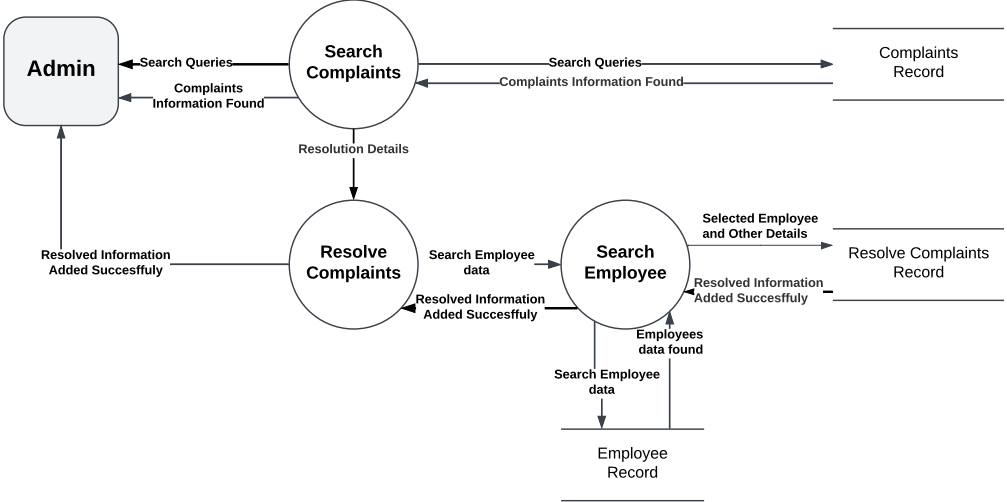 Admin
Search Queries
Complaints
Information Found
Search
Complaints
Search Queries
Complaints Information Found
Complaints
Record
Resolution Details
Resolved Information
Added Succesffuly
Resolve
Complaints
Search Employee
data
Resolved Information
Added Succesffuly
Search
Employee
Selected Employee
and Other Details
Resolved Information
Added Succesffuly
Resolve Complaints
Record
Employees
data found
Search Employee
data
Employee
Record